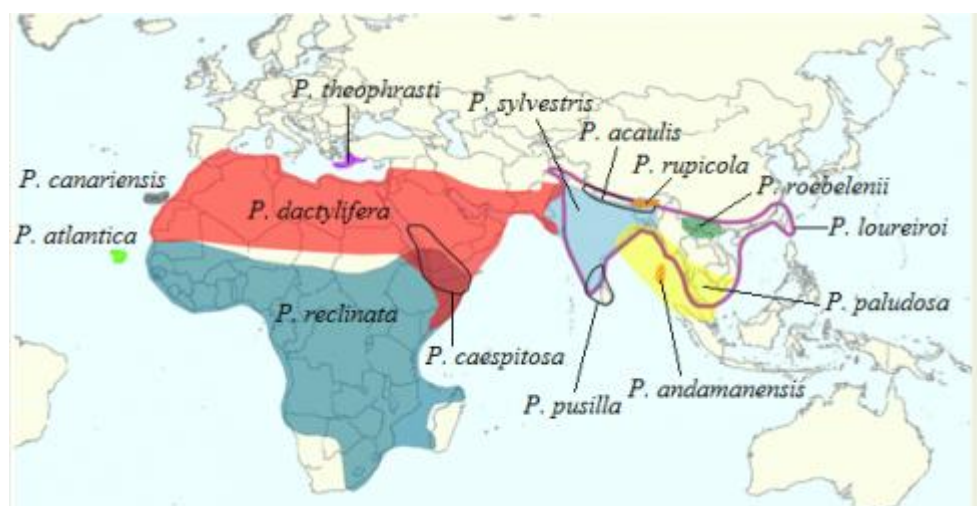 P. theophrasti
P. sylvestris
P. acaulis
P. rupicola
P. canariensis
P. roebelenii
P. dactylifera
P. atlantica
P. loureiroi
P. reclinata
P. paludosa
P. caespitosa
P. andamanensis
P. pusilla